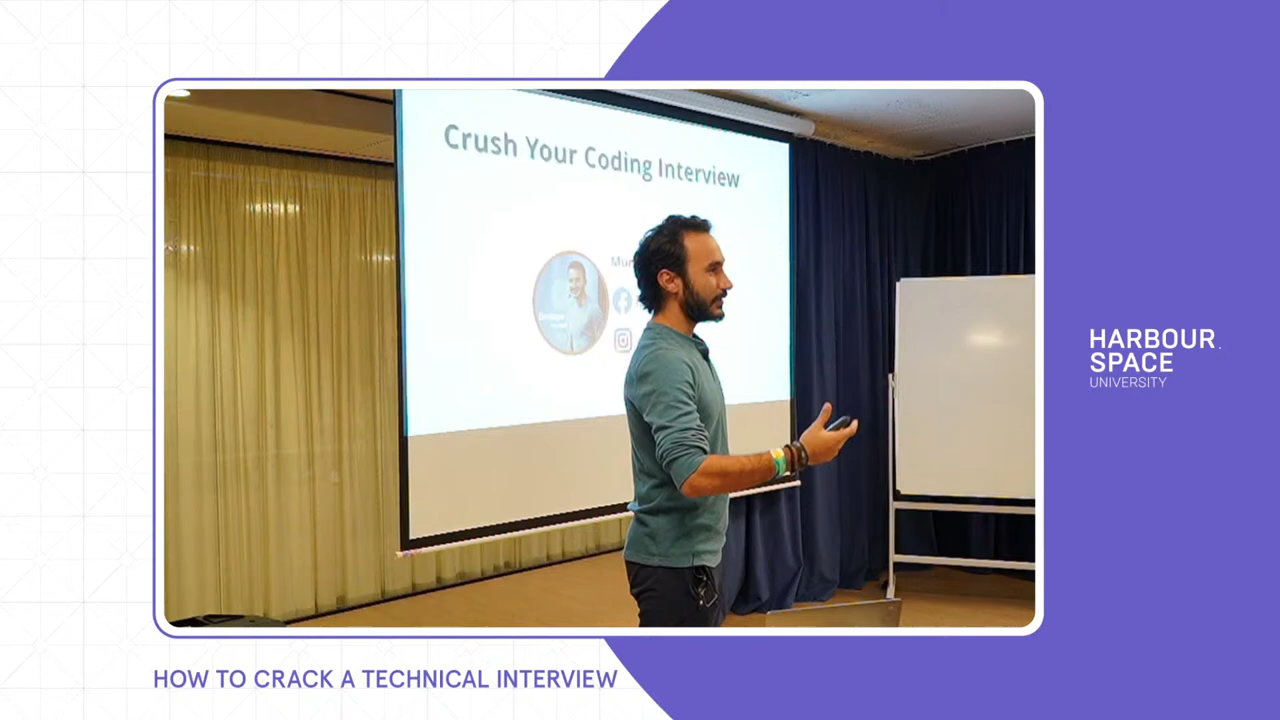 Crush Your Coding Interview
HARBOUR.
SPACE
UNIVERSITY
HOW TO CRACK A TECHNICAL INTERVIEW